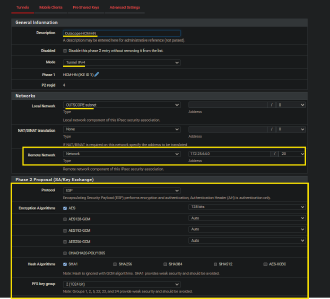 Tunnels Mobile Clients Pre-Shared Keys Advanced Settings
General Information
Description
A description may be entered here for administrative reference (not parsed).
Disabled Disable this phase 2 entry without removing it from the list.
Mode Tunnel IPv4
Phase 1
P2 reqid 4
Networks
Local Network OUTSCOPE subnet / 0
Type Address
Local network component of this IPsec security association.
NAT/BINAT translation None / 0
Type Address
If NAT/BINAT is required on this network specify the address to be translated
Remote Network Network / 32
Type Address
Remote network component of this IPsec security association.
Phase 2 Proposal (SA/Key Exchange)
Protocol ESP
Encapsulating Security Payload (ESP) performs encryption and authentication, Authentication Header (AH) is authentication only.
Encryption Algorithms AES 128 bits
AES128-GCM Auto
AES192-GCM Auto
AES256-GCM Auto
CHACHA20-POLY1305
Hash Algorithms SHA1 SHA256 SHA384 SHA512 AES-XCBC
Note: Hash is ignored with GCM algorithms. SHA1 provides weak security and should be avoided.
PFS key group
Note: Groups 1, 2, 5, 22, 23, and 24 provide weak security and should be avoided.